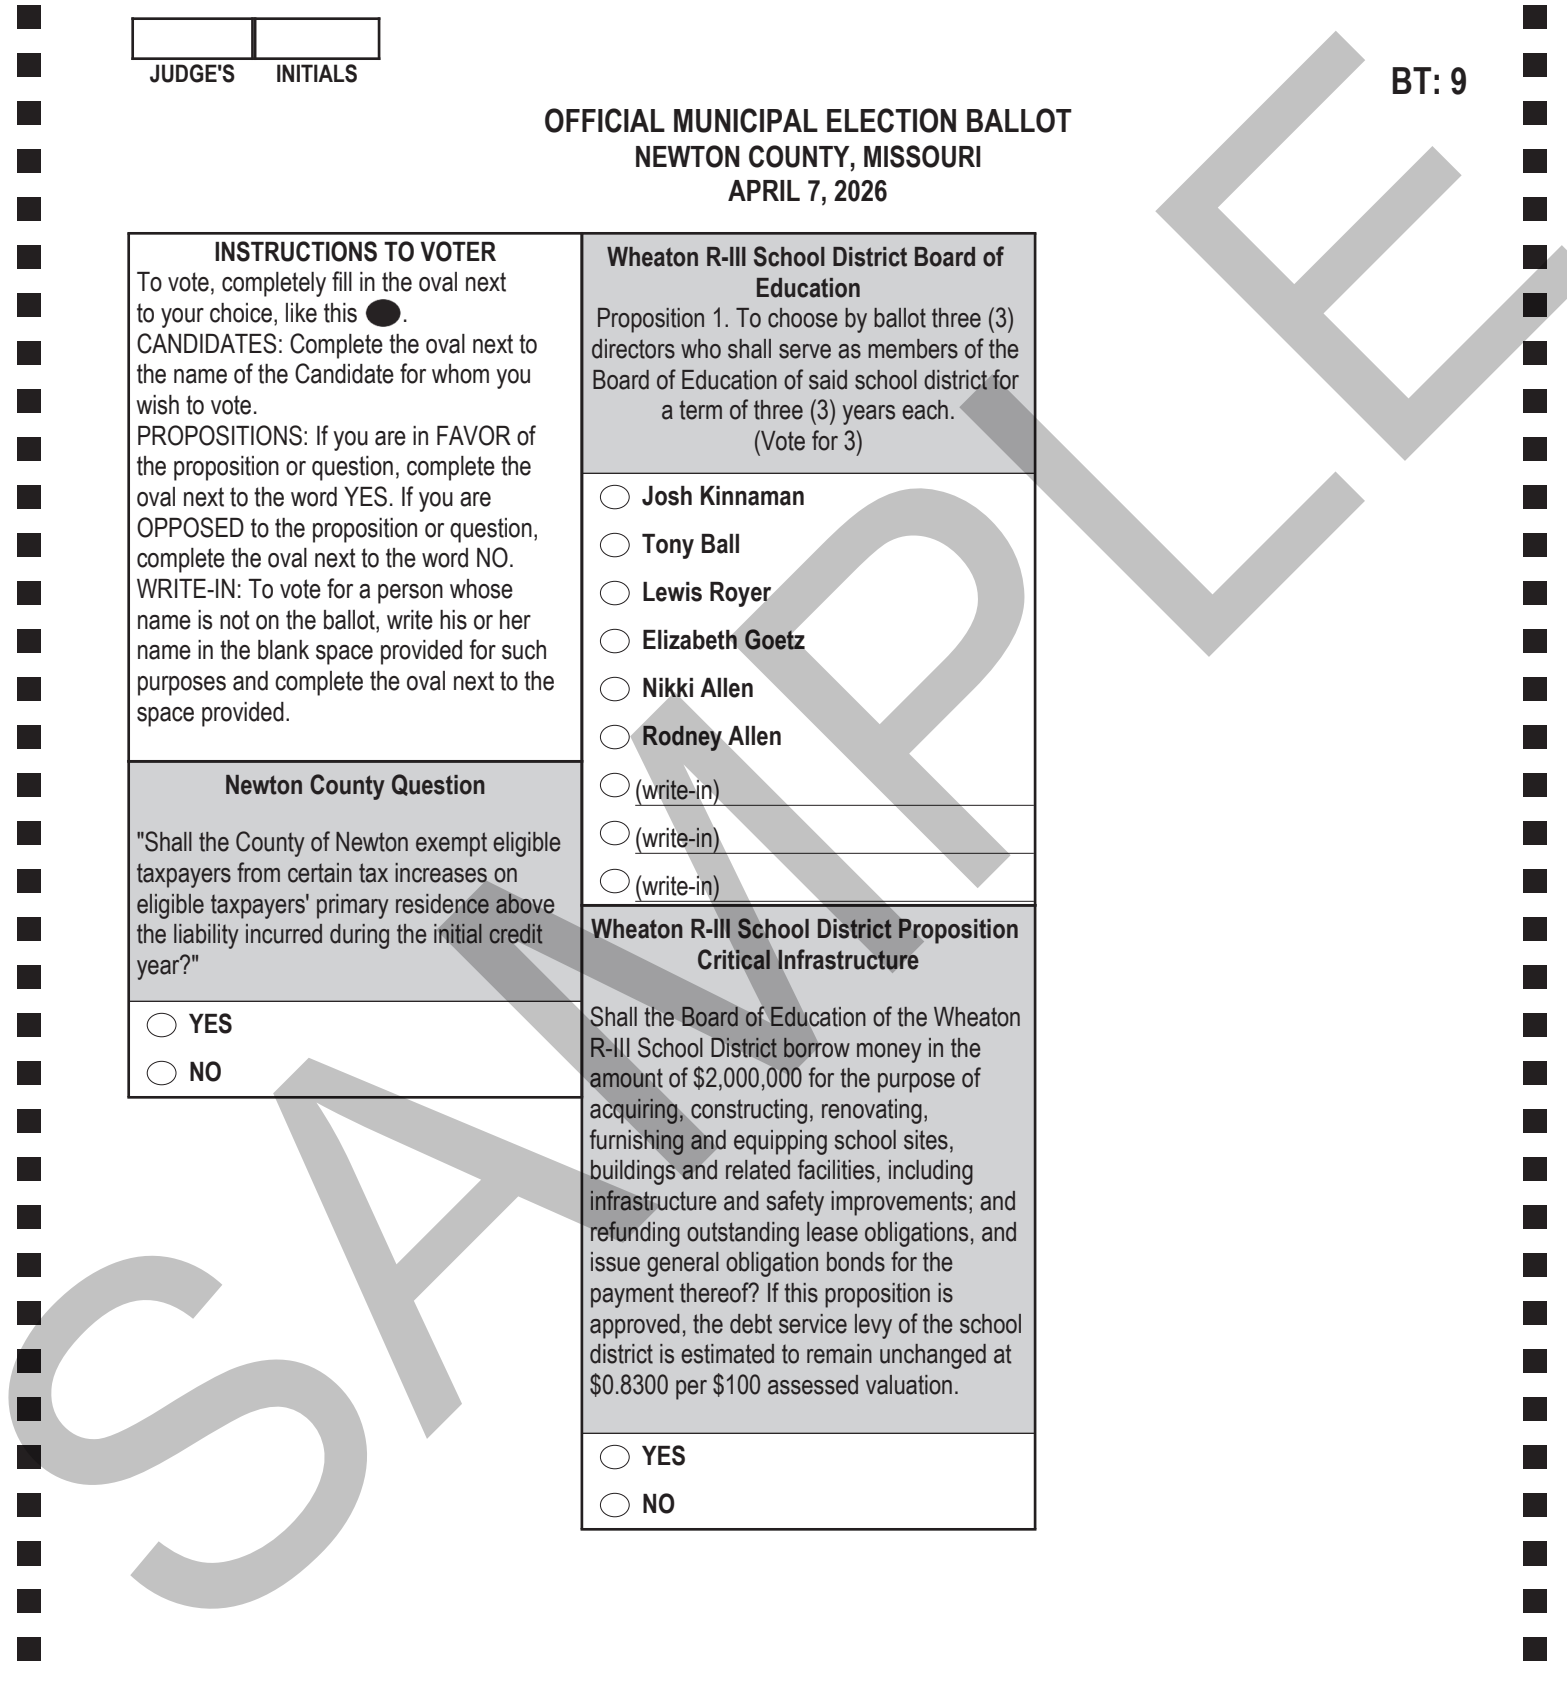 JUDGE'S INITIALS
BT: 9
OFFICIAL MUNICIPAL ELECTION BALLOT
NEWTON COUNTY, MISSOURI
APRIL 7, 2026
INSTRUCTIONS TO VOTER
To vote, completely fill in the oval next
to your choice, like this .
CANDIDATES: Complete the oval next to
the name of the Candidate for whom you
wish to vote.
PROPOSITIONS: If you are in FAVOR of
the proposition or question, complete the
oval next to the word YES. If you are
OPPOSED to the proposition or question,
complete the oval next to the word NO.
WRITE-IN: To vote for a person whose
name is not on the ballot, write his or her
name in the blank space provided for such
purposes and complete the oval next to the
space provided.
Newton County Question
"Shall the County of Newton exempt eligible
taxpayers from certain tax increases on
eligible taxpayers' primary residence above
the liability incurred during the initial credit
year?"
YES
NO
Wheaton R-III School District Board of
Education
Proposition 1. To choose by ballot three (3)
directors who shall serve as members of the
Board of Education of said school district for
a term of three (3) years each.
(Vote for 3)
Josh Kinnaman
Tony Ball
Lewis Royer
Elizabeth Goetz
Nikki Allen
Rodney Allen
(write-in)
(write-in)
(write-in)
Wheaton R-III School District Proposition
Critical Infrastructure
Shall the Board of Education of the Wheaton
R-III School District borrow money in the
amount of $2,000,000 for the purpose of
acquiring, constructing, renovating,
furnishing and equipping school sites,
buildings and related facilities, including
infrastructure and safety improvements; and
refunding outstanding lease obligations, and
issue general obligation bonds for the
payment thereof? If this proposition is
approved, the debt service levy of the school
district is estimated to remain unchanged at
$0.8300 per $100 assessed valuation.
YES
NO
SAMPLE